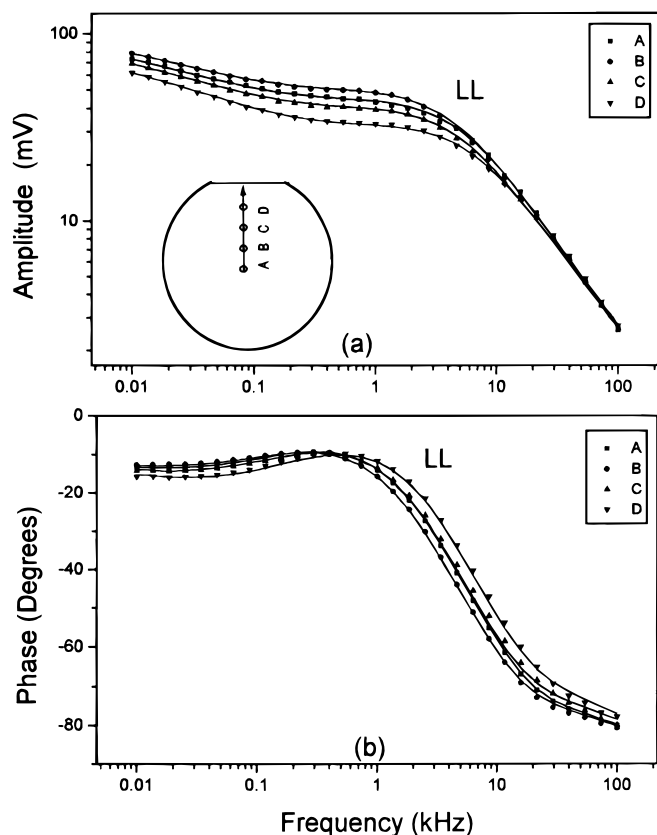 100
10
Amplitude (mV)
LL
A
B
C
D
A B C D
(a)
0.01 0.1 1 10 100
0
-20
-40
-60
-80
Phase (Degrees)
LL
A
B
C
D
(b)
0.01 0.1 1 10 100
Frequency (kHz)